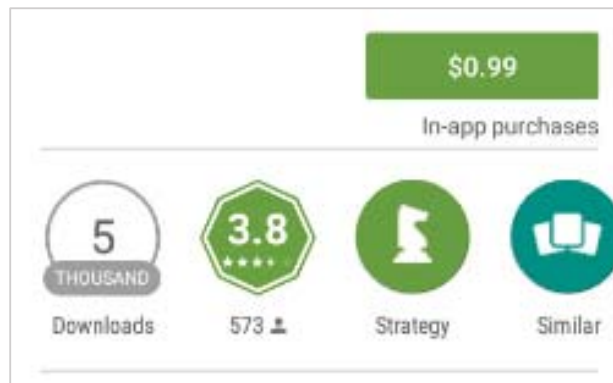 $0.99
In-app purchases
5
THOUSAND
Downloads
3.8
573
Strategy
Similar